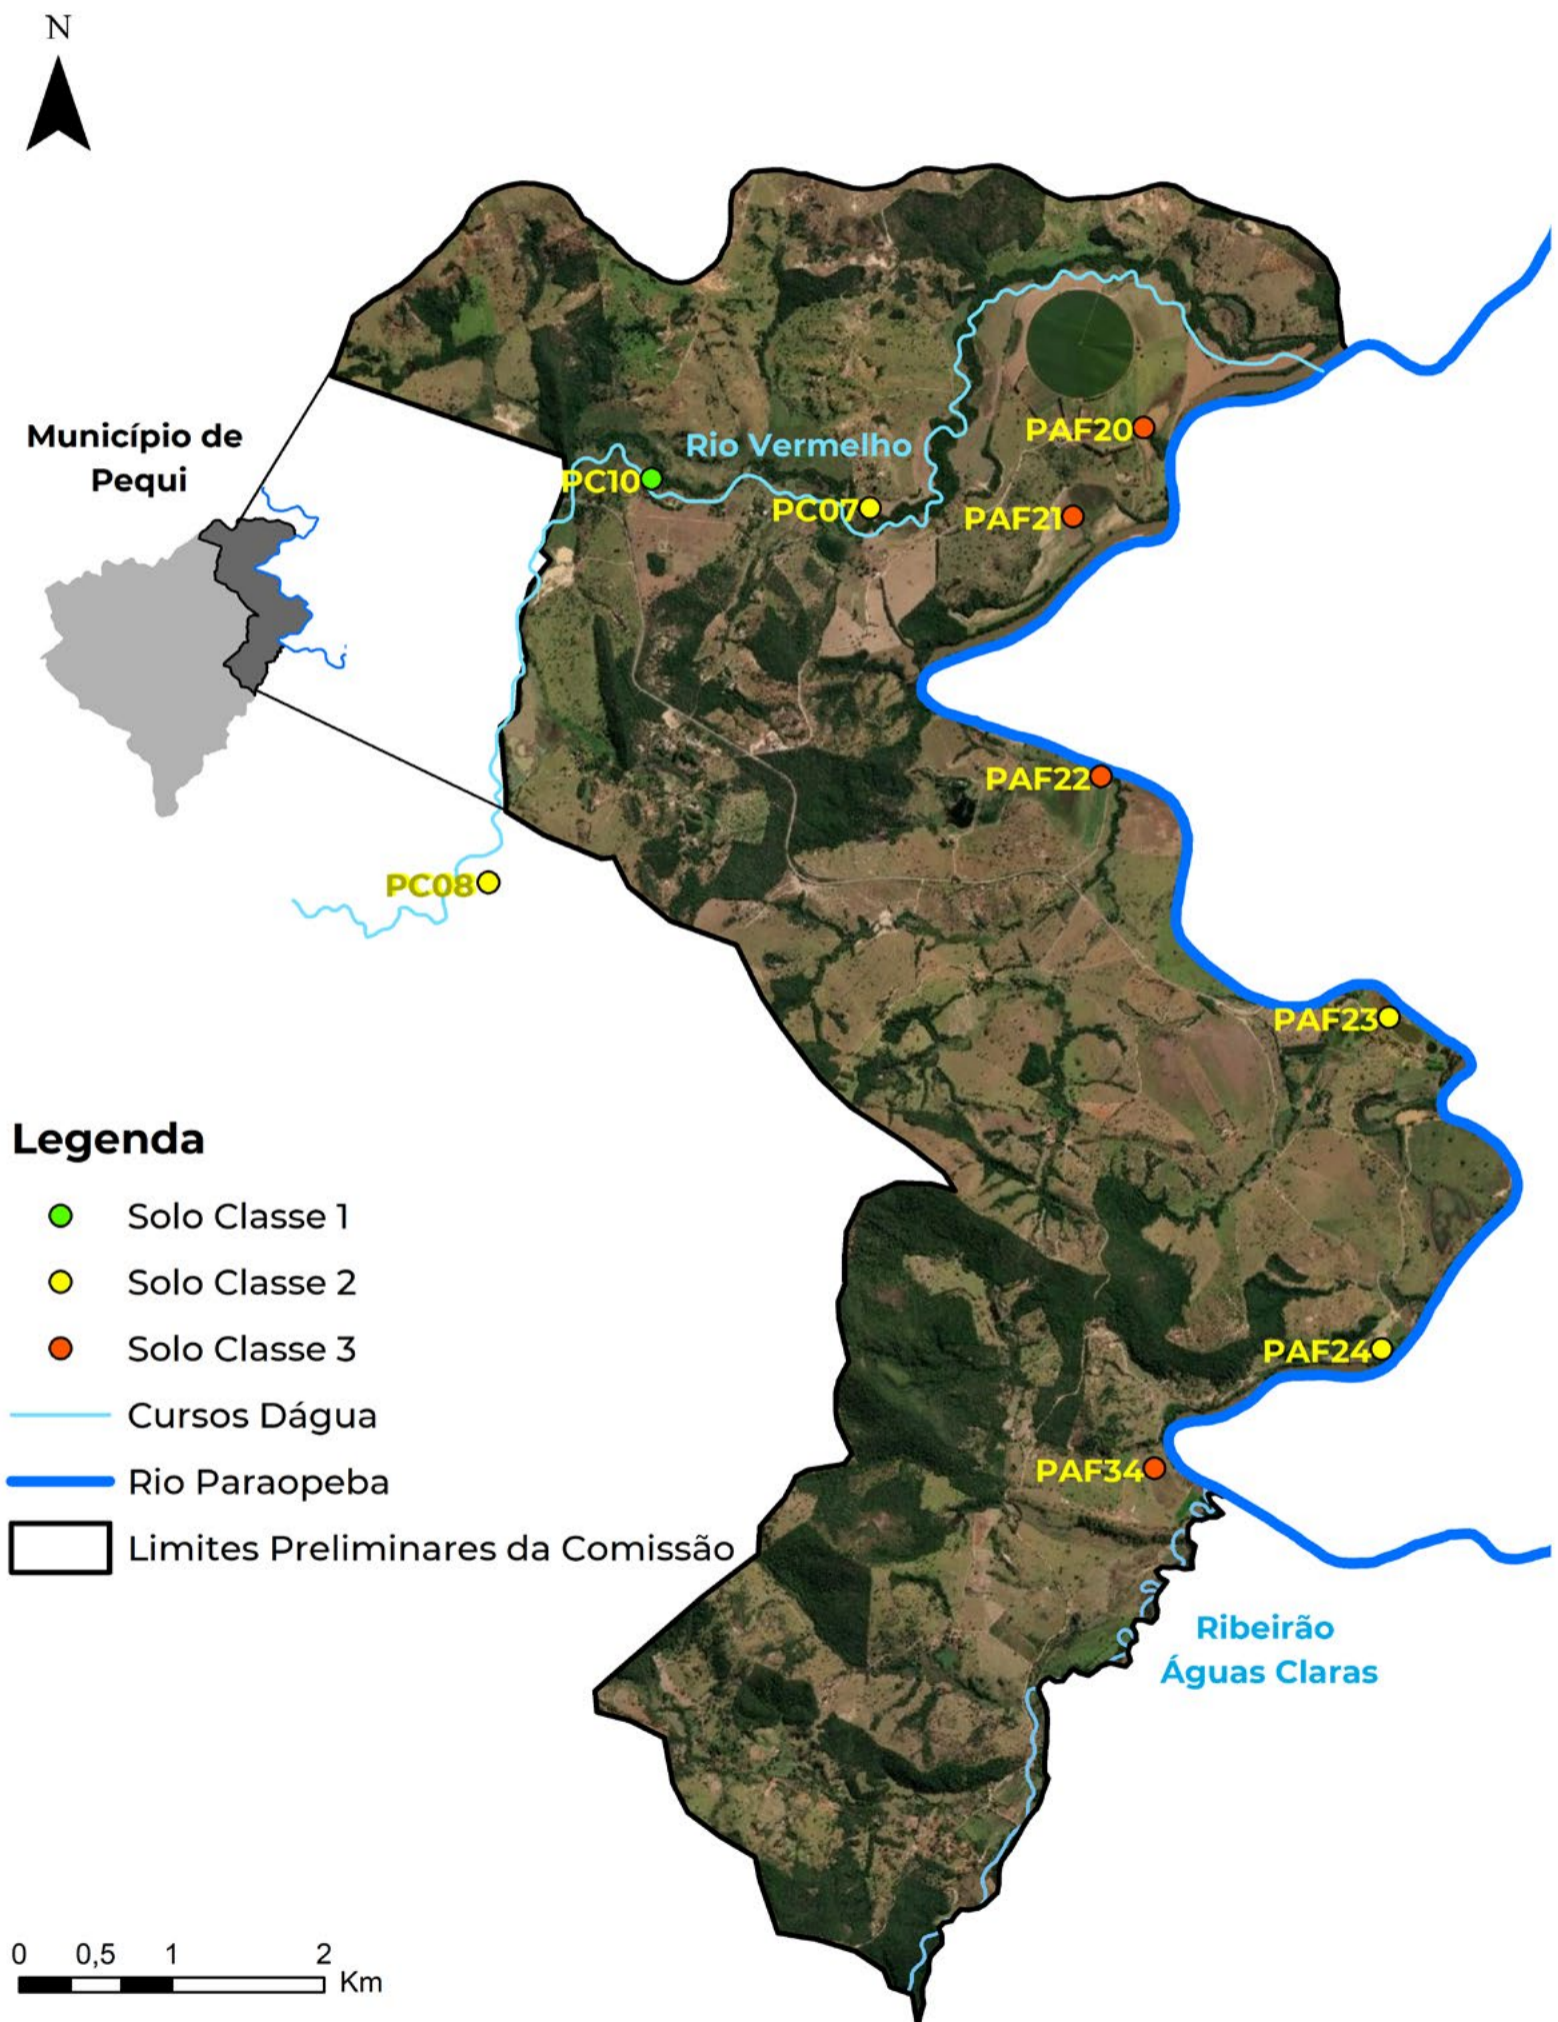 N
Município de
Pequi
Rio Vermelho
PAF20
PC10
PC07
PAF21
PAF22
PC08
PAF23
PAF24
PAF34
Ribeirão
Águas Claras
Legenda
Solo Classe 1
Solo Classe 2
Solo Classe 3
Cursos Dágua
Rio Paraopeba
Limites Preliminares da Comissão
0 0,5 1 2
Km